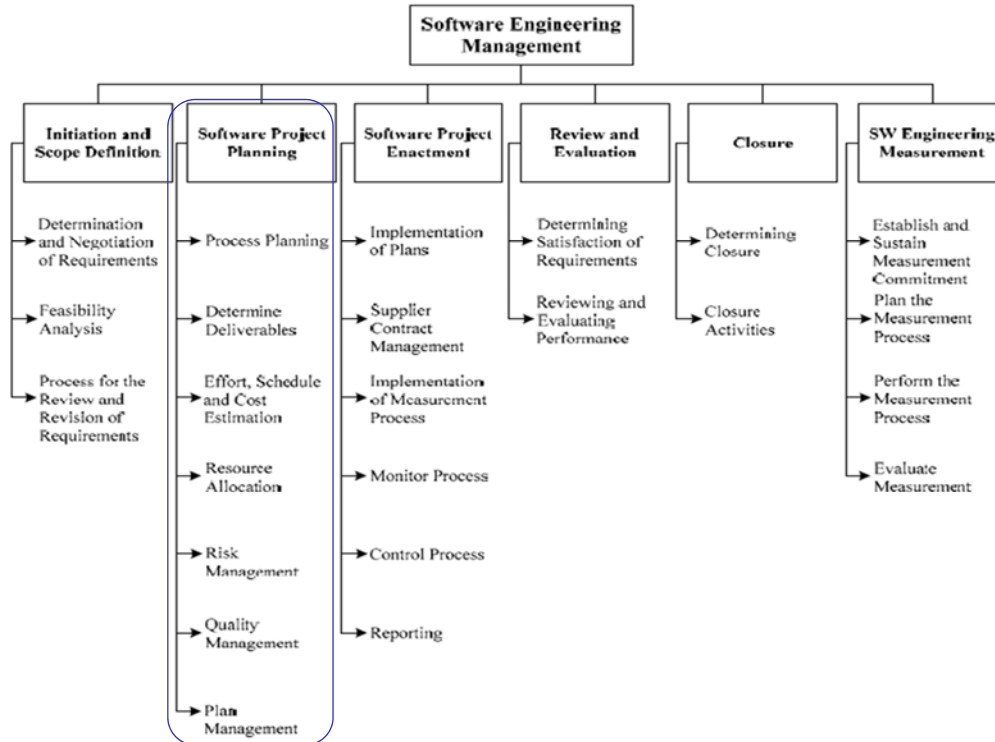 Software Engineering
Management
Initiation and
Scope Definition
Determination
and Negotiation
of Requirements
Feasibility
Analysis
Process for the
Review and
Revision of
Requirements
Software Project
Planning
Process Planning
Determine
Deliverables
Effort, Schedule
and Cost
Estimation
Resource
Allocation
Risk
Management
Quality
Management
Plan
Management
Software Project
Enactment
Implementation
of Plans
Supplier
Contract
Management
Implementation
of Measurement
Process
Monitor Process
Control Process
Reporting
Review and
Evaluation
Determining
Satisfaction of
Requirements
Reviewing and
Evaluating
Performance
Closure
Determining
Closure
Closure
Activities
SW Engineering
Measurement
Establish and
Sustain
Measurement
Commitment
Plan the
Measurement
Process
Perform the
Measurement
Process
Evaluate
Measurement